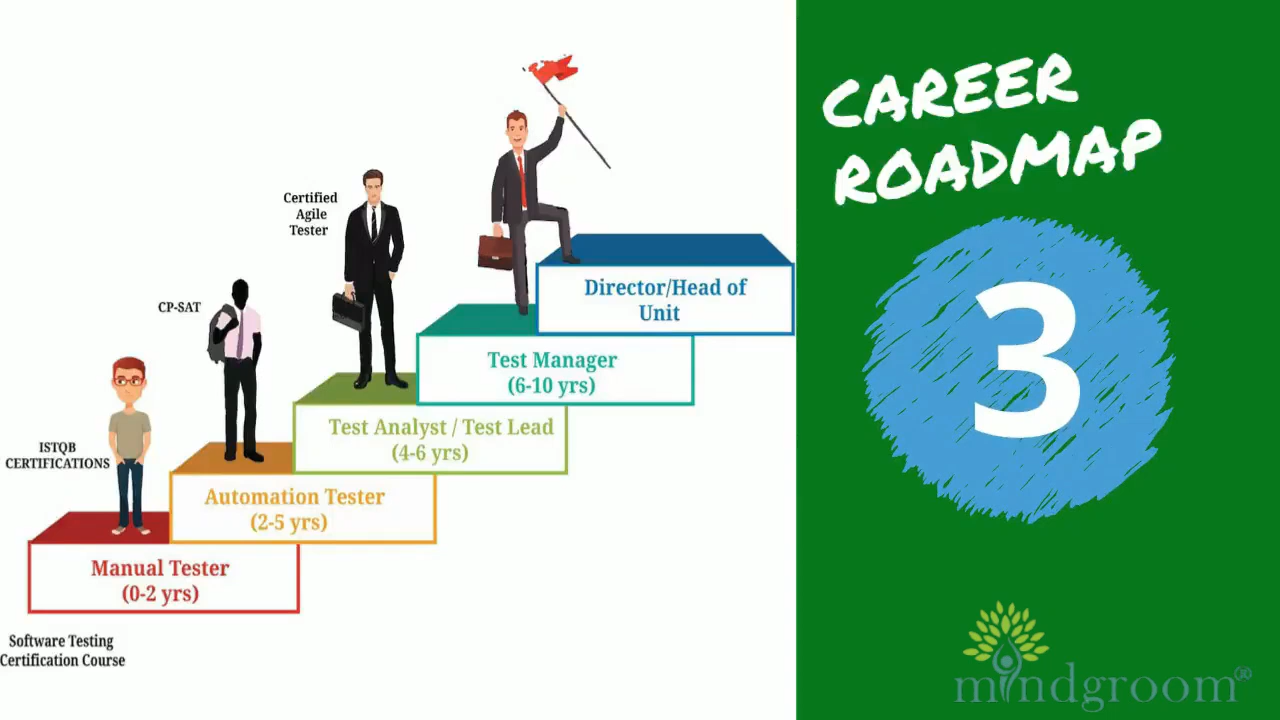 CAREER
ROADMAP
3
Certified
Agile
Tester
CP-SAT
ISTQB
CERTIFICATIONS
Director/Head of
Unit
Test Manager
(6-10 yrs)
Test Analyst / Test Lead
(4-6 yrs)
Automation Tester
(2-5 yrs)
Manual Tester
(0-2 yrs)
Software Testing
Certification Course
mindgroom®